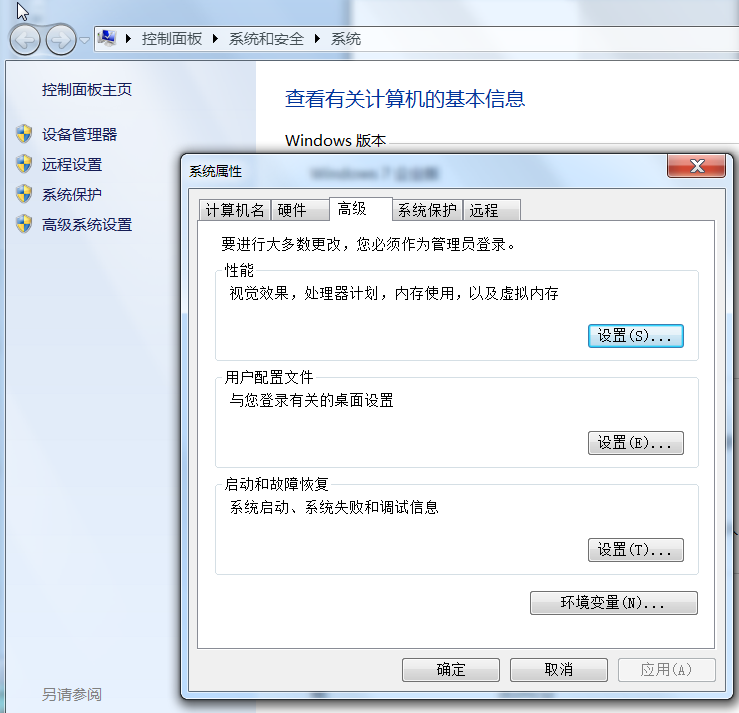 控制面板 系统和安全 系统
控制面板主页
设备管理器
远程设置
系统保护
高级系统设置
另请参阅
查看有关计算机的基本信息
Windows 版本
系统属性
计算机名 硬件 高级 系统保护 远程
要进行大多数更改，您必须作为管理员登录。
性能
视觉效果，处理器计划，内存使用，以及虚拟内存
设置(S)...
用户配置文件
与您登录有关的桌面设置
设置(E)...
启动和故障恢复
系统启动、系统失败和调试信息
设置(T)...
环境变量(N)...
确定 取消 应用(A)